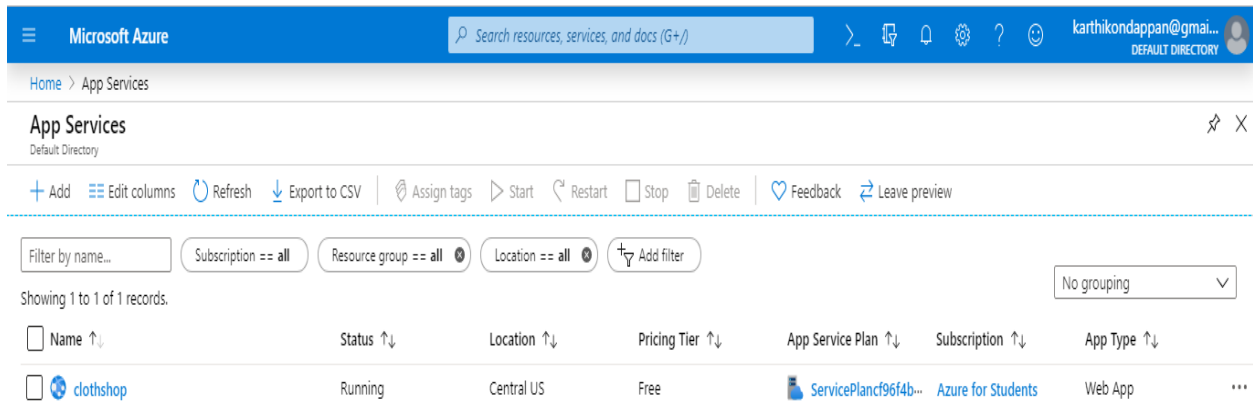 Microsoft Azure Search resources, services, and docs (G+/) karthikondappan@gmai...
DEFAULT DIRECTORY
Home > App Services
App Services
Default Directory
Add Edit columns Refresh Export to CSV Assign tags Start Restart Stop Delete Feedback Leave preview
Filter by name... Subscription == all Resource group == all Location == all Add filter
No grouping
Showing 1 to 1 of 1 records.
Name Status Location Pricing Tier App Service Plan Subscription App Type
clothshop Running Central US Free ServicePlancf96f4b... Azure for Students Web App